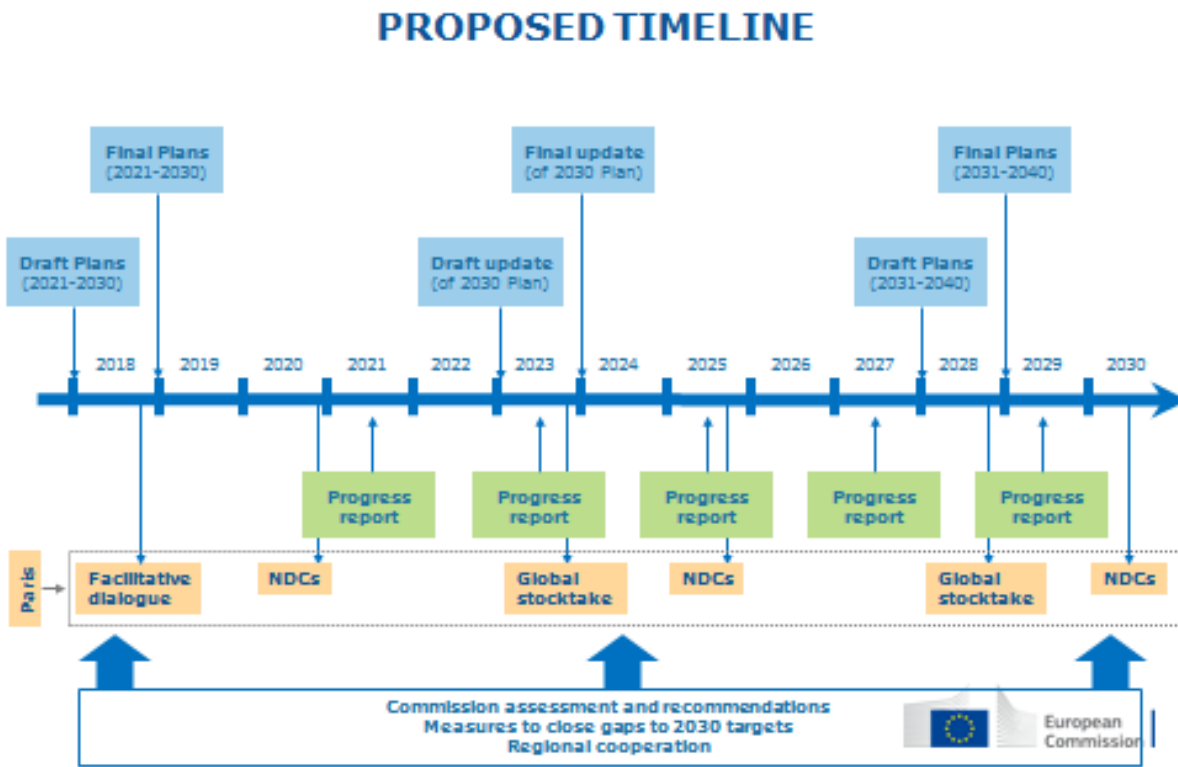 PROPOSED TIMELINE
Final Plans
(2021-2030)
Final update
(of 2030 Plan)
Final Plans
(2031-2040)
Draft Plans
(2021-2030)
Draft update
(of 2030 Plan)
Draft Plans
(2031-2040)
2018 2019 2020 2021 2022 2023 2024 2025 2026 2027 2028 2029 2030
Progress
report
Progress
report
Progress
report
Progress
report
Progress
report
Paris
Facilitative
dialogue
NDCs
Global
stocktake
NDCs
Global
stocktake
NDCs
Commission assessment and recommendations
Measures to close gaps to 2030 targets
Regional cooperation
European
Commission